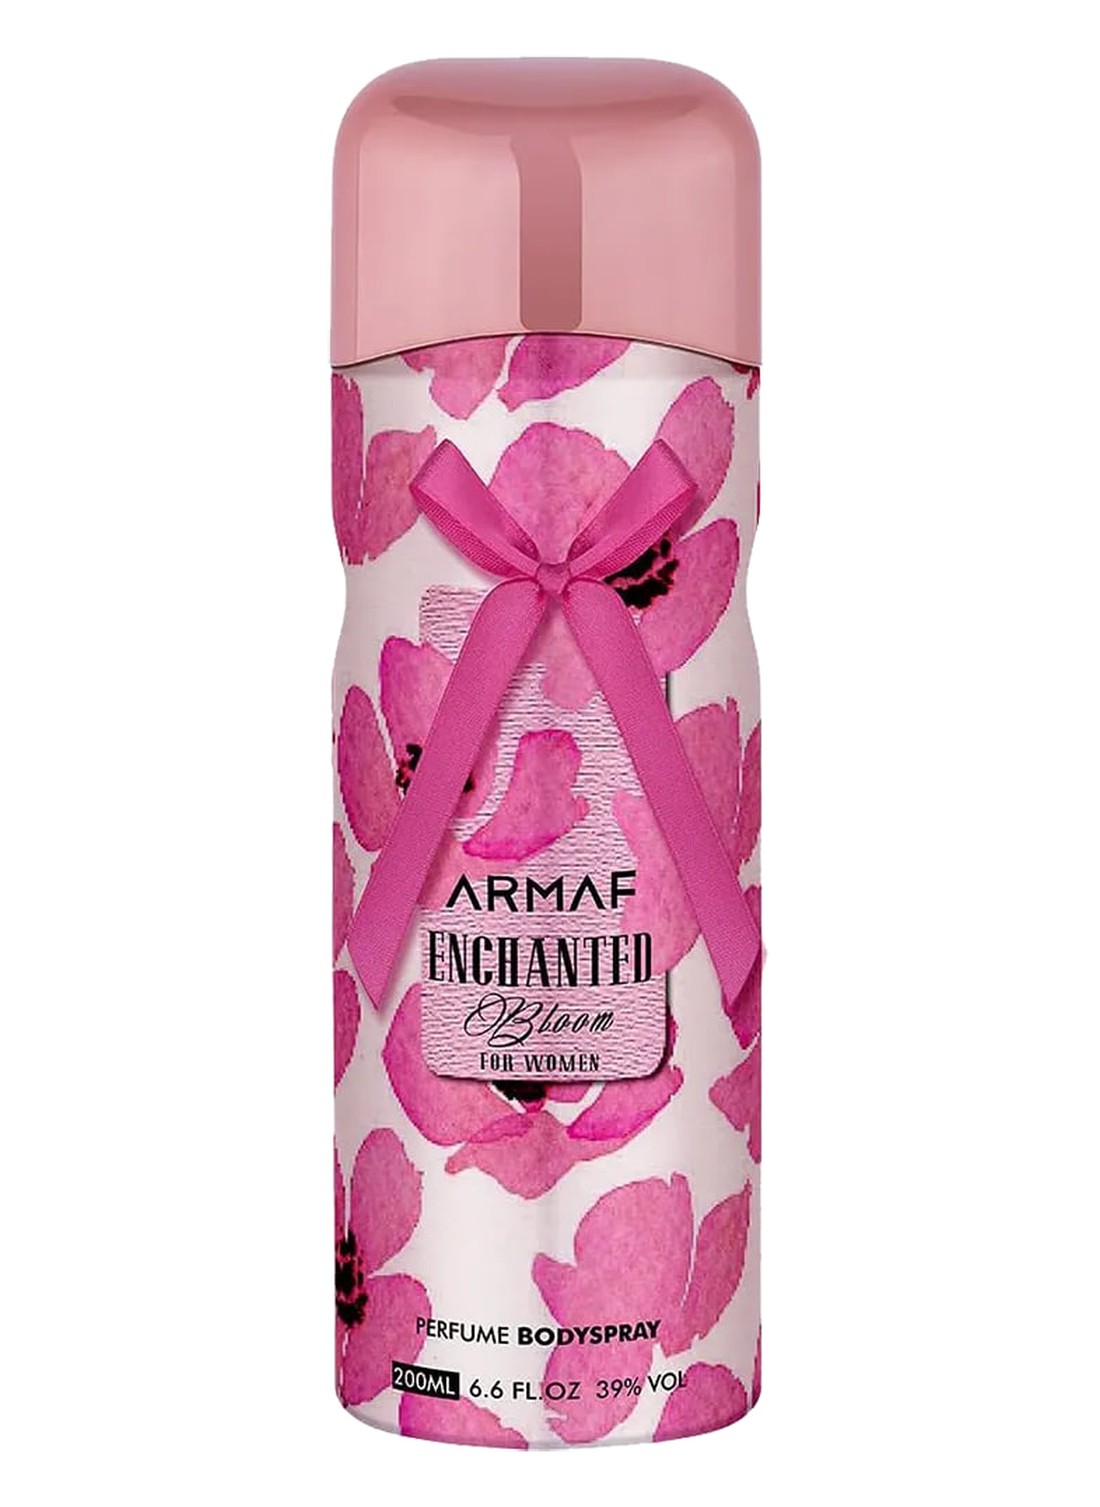 ARMAF
ENCHANTED
Bloom
FOR WOMEN
PERFUME BODYSPRAY
200ML 6.6 FL.OZ 39% VOL